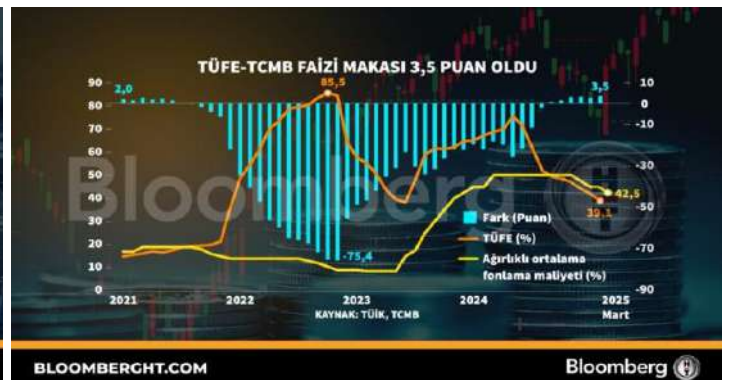 TÜFE-TCMB FAİZİ MAKASI 3,5 PUAN OLDU
90
80
70
60
50
40
30
20
10
0
10
0
-10
-30
-50
-70
-90
2,0
85,5
3,5
-75,4
42,5
39,1
Bloomberg
Fark (Puan)
TÜFE (%)
Ağırlıklı ortalama
fonlama maliyeti (%)
2021
2022
2023
2024
2025
Mart
KAYNAK: TÜİK, TCMB
BLOOMBERGHT.COM
Bloomberg HT